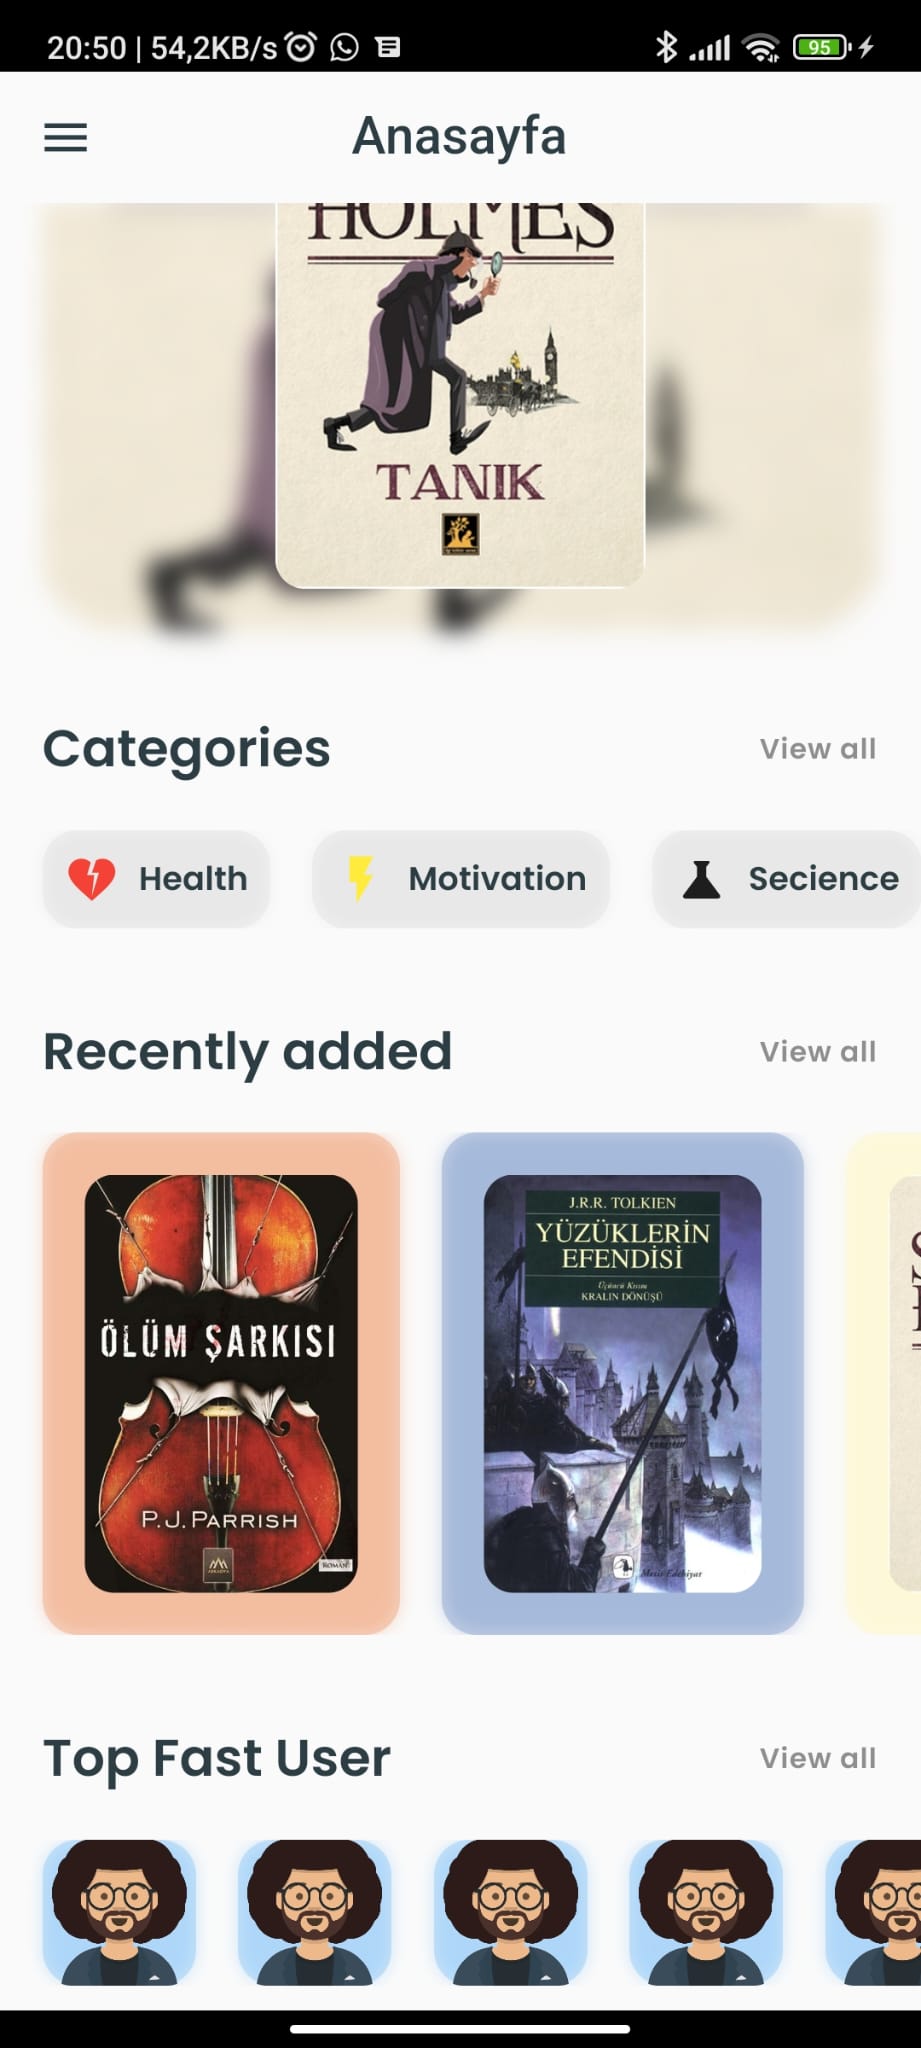 20:50 | 54,2KB/s
95
Anasayfa
HOLMES
TANIK
Categories
View all
Health
Motivation
Secience
Recently added
View all
ÖLÜM ŞARKISI
P.J. PARRISH
ROMAN
J.R.R. TOLKIEN
YÜZÜKLERİN
EFENDİSİ
Üçüncü Kısım
KRALIN DÖNÜŞÜ
Metis Edebiyat
Top Fast User
View all